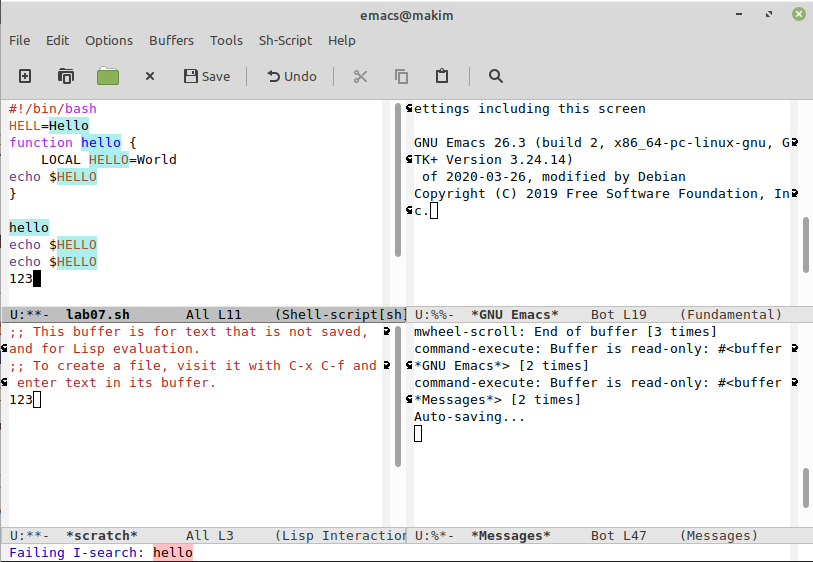 emacs@makim
File Edit Options Buffers Tools Sh-Script Help
Save Undo
#!/bin/bash
HELL=Hello
function hello {
    LOCAL HELLO=World
echo $HELLO
}
hello
echo $HELLO
echo $HELLO
123
U:**-  lab07.sh       All L11    (Shell-script[sh]
ettings including this screen
GNU Emacs 26.3 (build 2, x86_64-pc-linux-gnu, G
TK+ Version 3.24.14)
 of 2020-03-26, modified by Debian
Copyright (C) 2019 Free Software Foundation, In
c.
U:%%-  *GNU Emacs*    Bot L19    (Fundamental)
;; This buffer is for text that is not saved,
and for Lisp evaluation.
;; To create a file, visit it with C-x C-f and
 enter text in its buffer.
123
U:**-  *scratch*      All L3     (Lisp Interaction
mwheel-scroll: End of buffer [3 times]
command-execute: Buffer is read-only: #<buffer
*GNU Emacs*> [2 times]
command-execute: Buffer is read-only: #<buffer
*Messages*> [2 times]
Auto-saving...
U:%*-  *Messages*     Bot L47    (Messages)
Failing I-search: hello